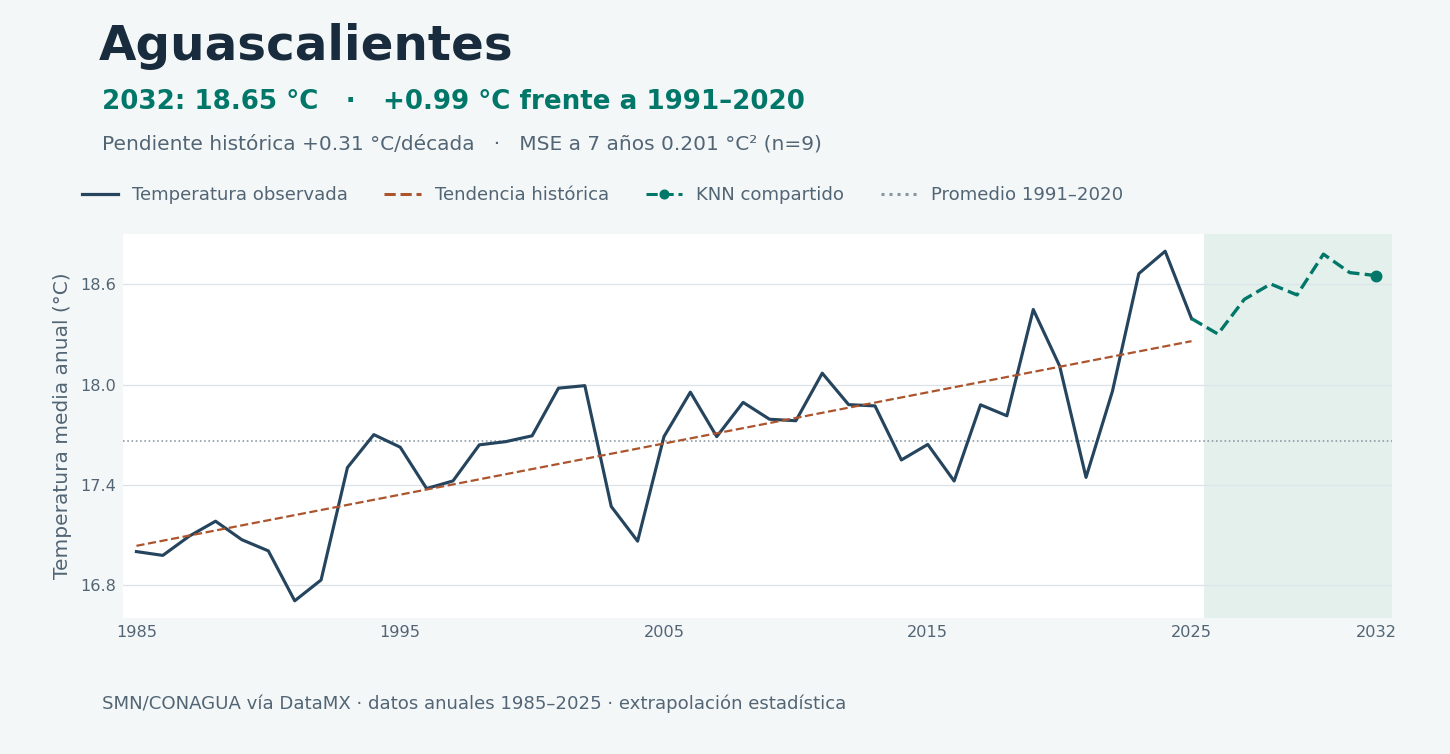 Aguascalientes
2032: 18.65 °C · +0.99 °C frente a 1991–2020
Pendiente histórica +0.31 °C/década · MSE a 7 años 0.201 °C² (n=9)
Temperatura observada Tendencia histórica KNN compartido Promedio 1991–2020
Temperatura media anual (°C)
18.6
18.0
17.4
16.8
1985 1995 2005 2015 2025 2032
SMN/CONAGUA vía DataMX · datos anuales 1985–2025 · extrapolación estadística